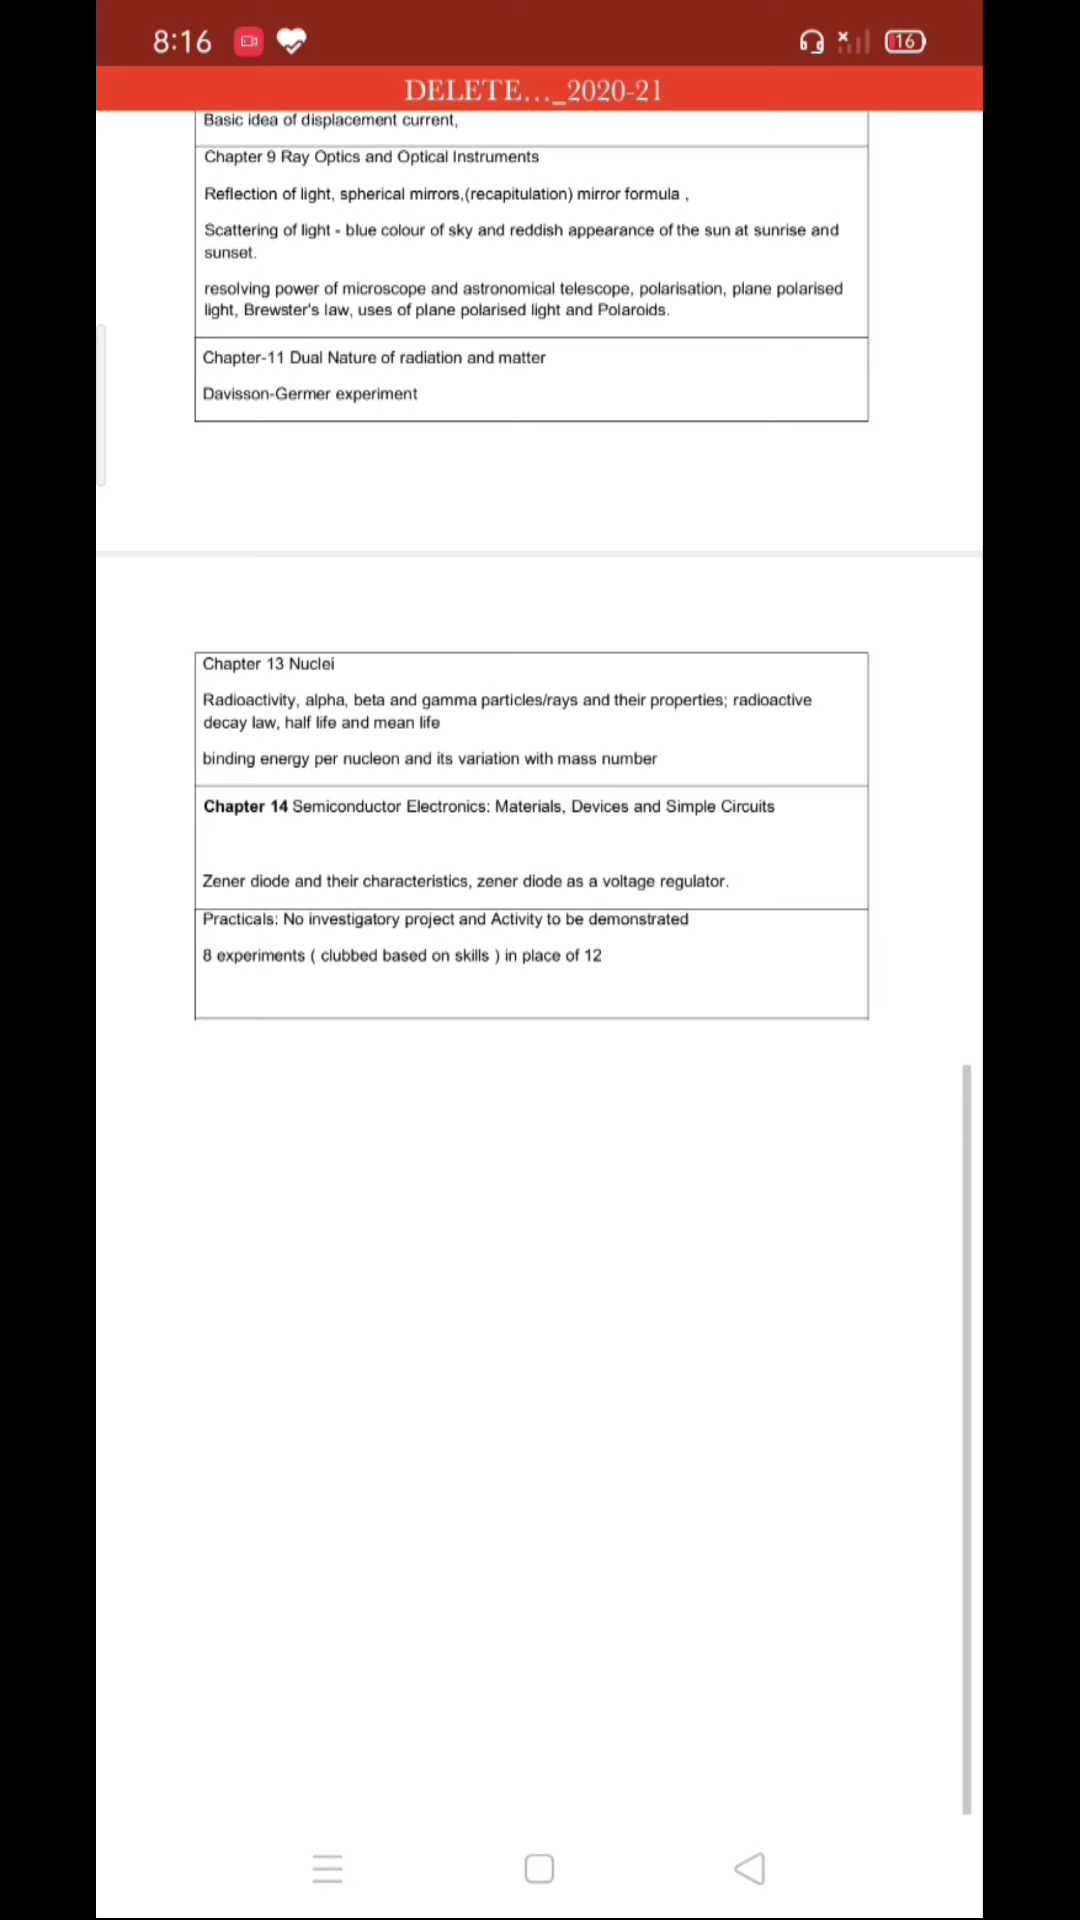 8:16
16
DELETE..._2020-21
Basic idea of displacement current,
Chapter 9 Ray Optics and Optical Instruments
Reflection of light, spherical mirrors,(recapitulation) mirror formula ,
Scattering of light - blue colour of sky and reddish appearance of the sun at sunrise and
sunset.
resolving power of microscope and astronomical telescope, polarisation, plane polarised
light, Brewster's law, uses of plane polarised light and Polaroids.
Chapter-11 Dual Nature of radiation and matter
Davisson-Germer experiment
Chapter 13 Nuclei
Radioactivity, alpha, beta and gamma particles/rays and their properties; radioactive
decay law, half life and mean life
binding energy per nucleon and its variation with mass number
Chapter 14 Semiconductor Electronics: Materials, Devices and Simple Circuits
Zener diode and their characteristics, zener diode as a voltage regulator.
Practicals: No investigatory project and Activity to be demonstrated
8 experiments ( clubbed based on skills ) in place of 12